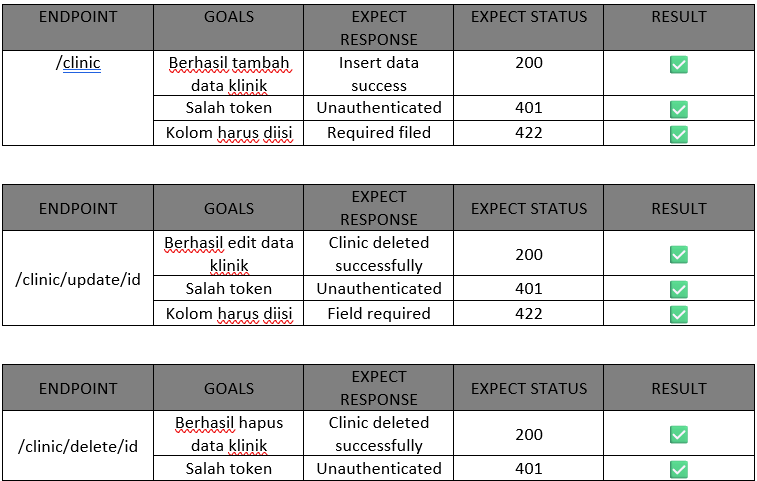 ENDPOINT GOALS EXPECT RESPONSE EXPECT STATUS RESULT
/clinic Berhasil tambah data klinik Insert data success 200 ✅
Salah token Unauthenticated 401 ✅
Kolom harus diisi Required filed 422 ✅
ENDPOINT GOALS EXPECT RESPONSE EXPECT STATUS RESULT
/clinic/update/id Berhasil edit data klinik Clinic deleted successfully 200 ✅
Salah token Unauthenticated 401 ✅
Kolom harus diisi Field required 422 ✅
ENDPOINT GOALS EXPECT RESPONSE EXPECT STATUS RESULT
/clinic/delete/id Berhasil hapus data klinik Clinic deleted successfully 200 ✅
Salah token Unauthenticated 401 ✅